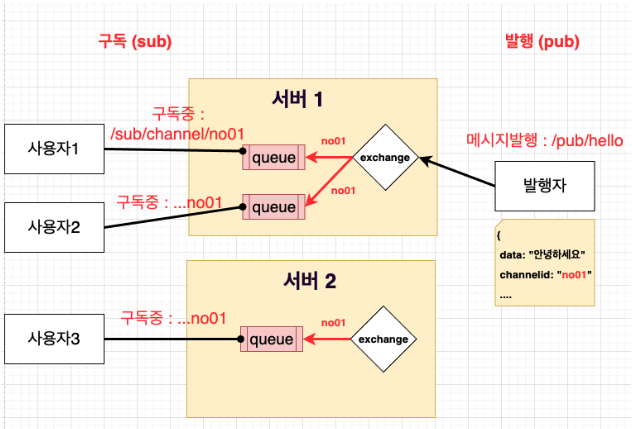 구독 (sub)
발행 (pub)
서버 1
구독중 :
/sub/channel/no01
사용자1
queue
no01
exchange
메시지발행 : /pub/hello
발행자
no01
구독중 : ...no01
사용자2
queue
{
data: "안녕하세요"
channelid: "no01"
....
서버 2
구독중 : ...no01
사용자3
queue
no01
exchange